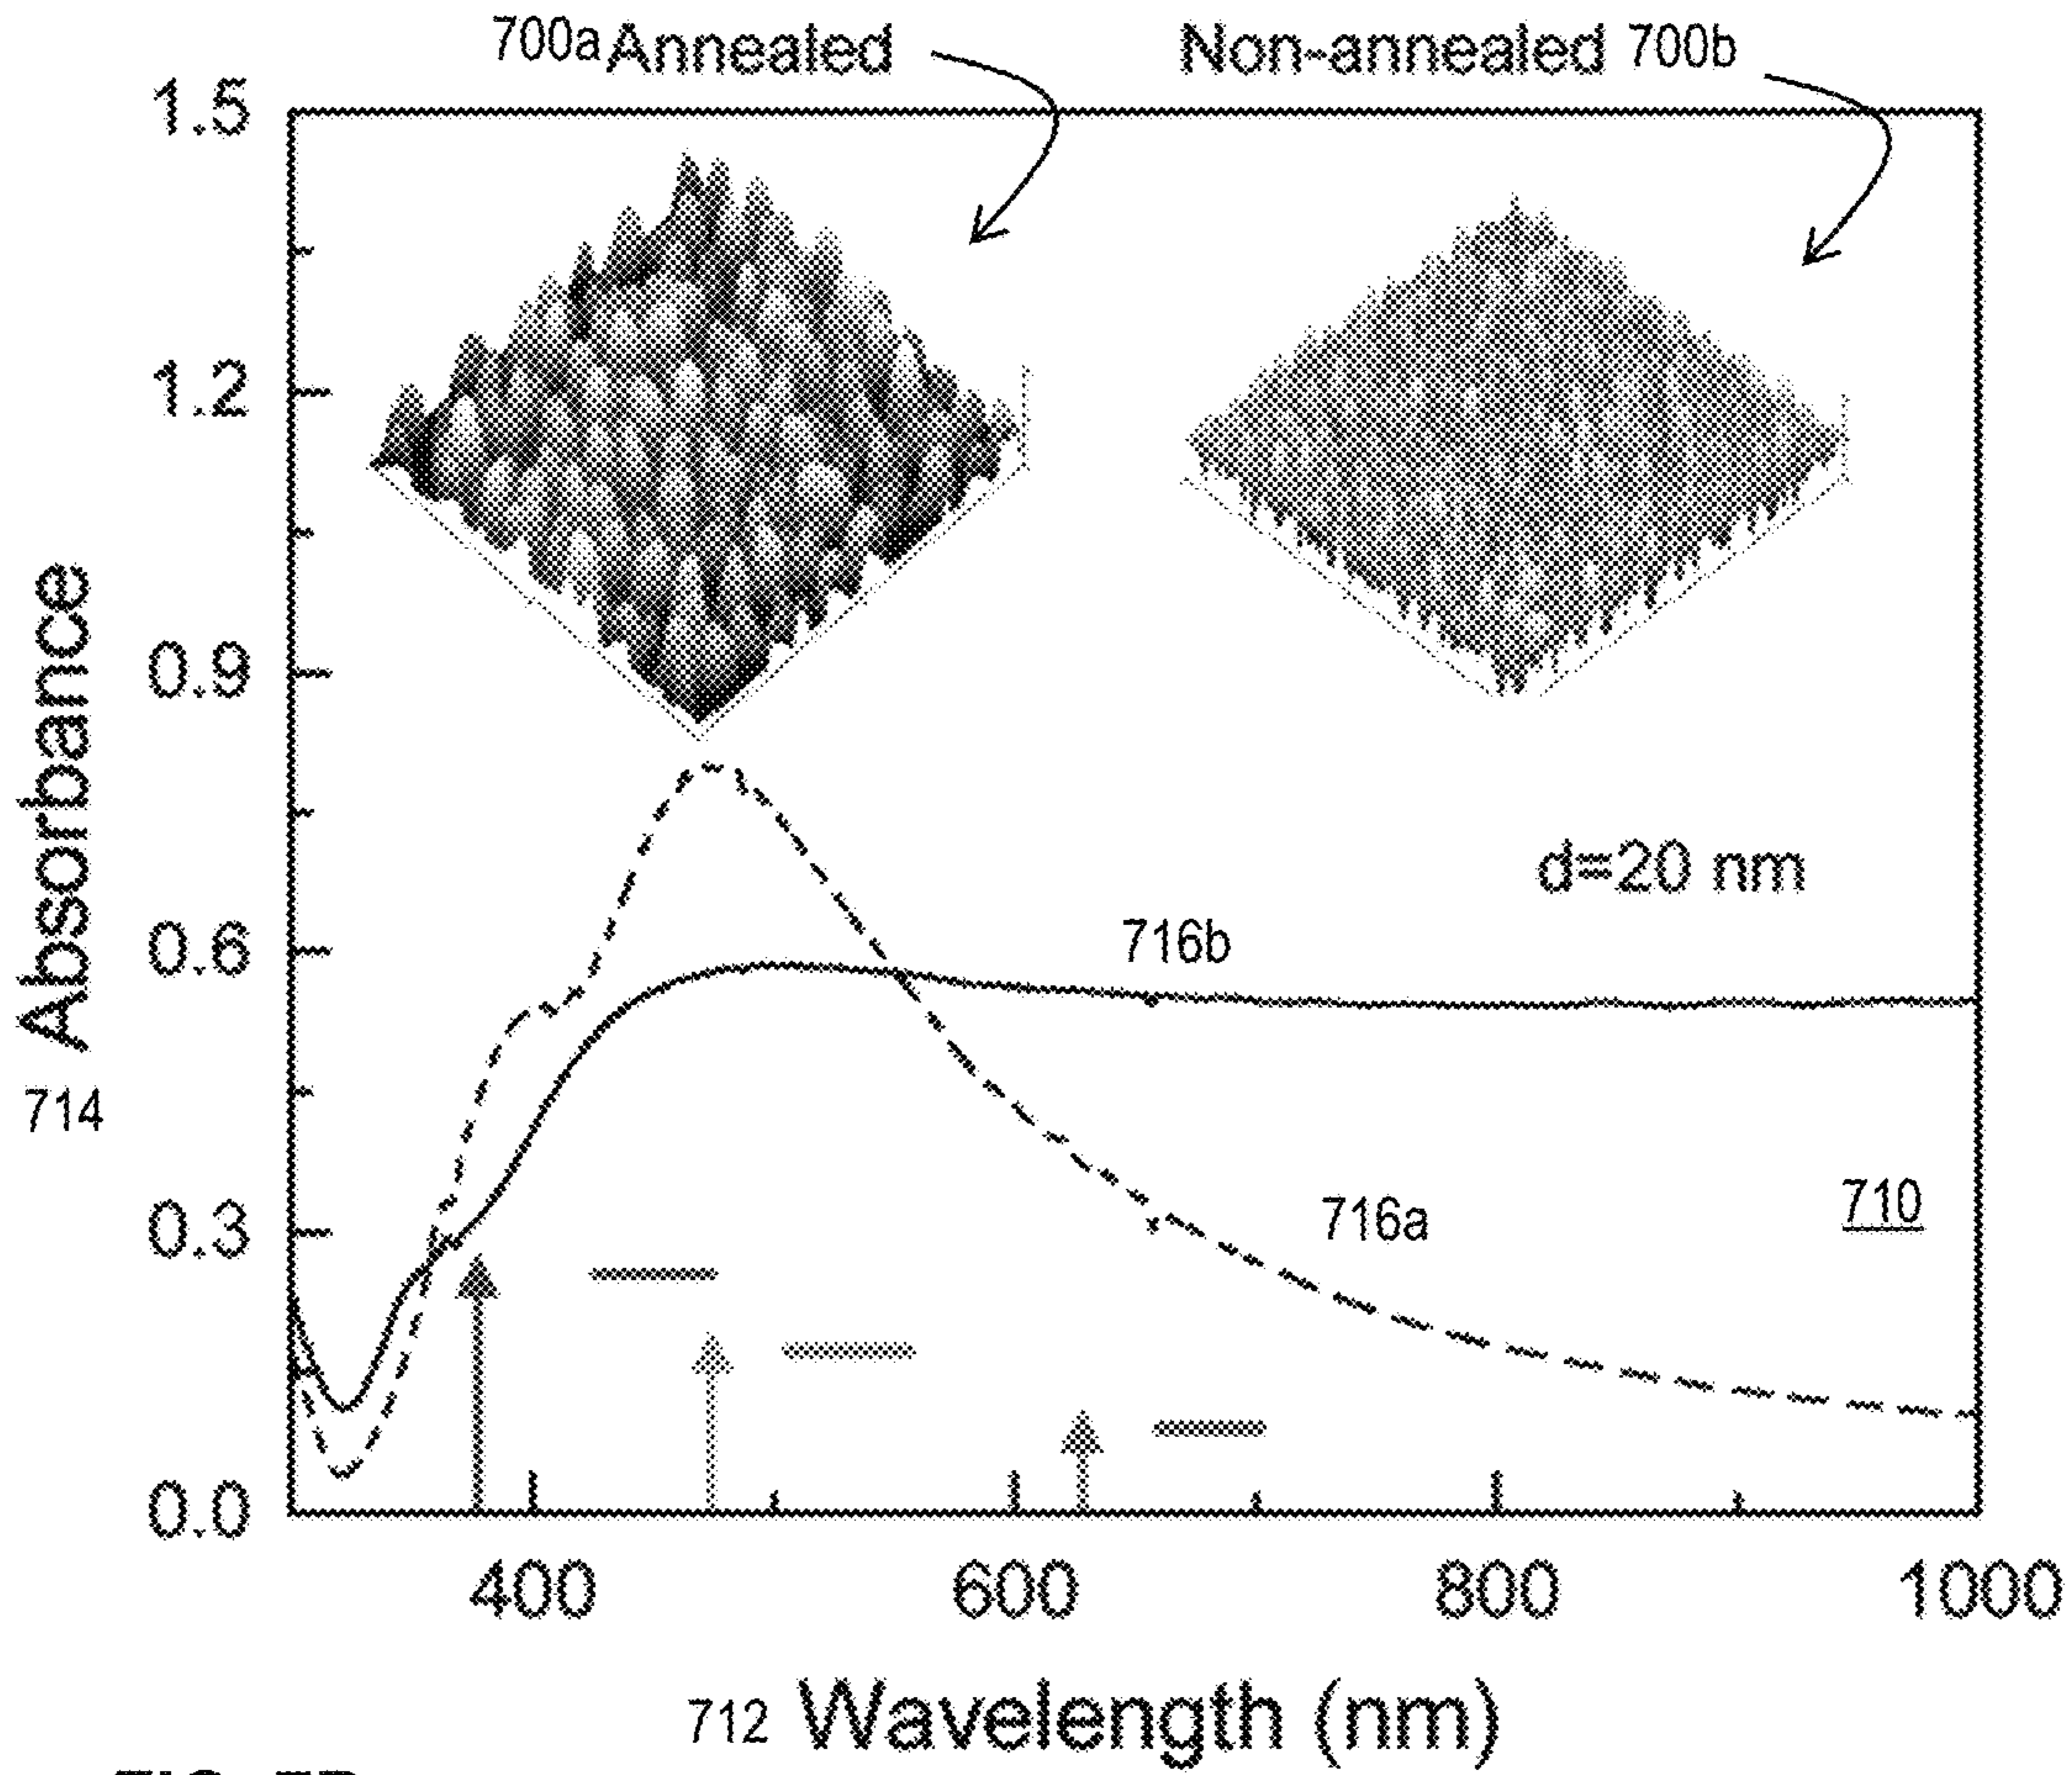 700a Annealed
Non-annealed 700b
1.5
1.2
0.9
0.6
0.3
0.0
Absorbance
714
d=20 nm
716b
716a
710
400 600 800 1000
712 Wavelength (nm)